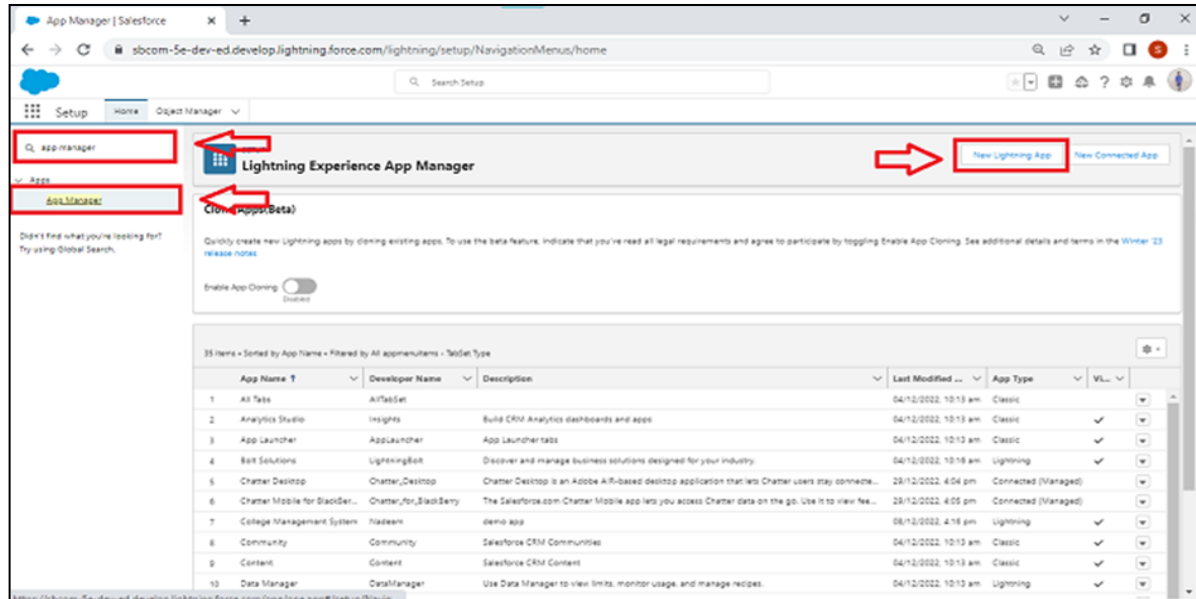 App Manager | Salesforce
sbcom-5e-dev-ed.develop.lightning.force.com/lightning/setup/NavigationMenus/home
S
Search Setup
Setup
Home
Object Manager
app manager
Apps
App Manager
Didn't find what you're looking for?
Try using Global Search.
SETUP
Lightning Experience App Manager
New Lightning App
New Connected App
Clone Apps(Beta)
Quickly create new Lightning apps by cloning existing apps. To use the beta feature, indicate that you've read all legal requirements and agree to participate by toggling Enable App Cloning. See additional details and terms in the Winter '23
release notes
Enable App Cloning
Disabled
35 items • Sorted by App Name • Filtered by All appmenuitems - TabSet Type
App Name Developer Name Description Last Modified ... App Type Vi...
1 All Tabs AllTabSet 04/12/2022, 10:13 am Classic
2 Analytics Studio Insights Build CRM Analytics dashboards and apps 04/12/2022, 10:13 am Classic
3 App Launcher AppLauncher App Launcher tabs 04/12/2022, 10:13 am Classic
4 Bolt Solutions LightningBolt Discover and manage business solutions designed for your industry. 04/12/2022, 10:16 am Lightning
5 Chatter Desktop Chatter_Desktop Chatter Desktop is an Adobe AIR-based desktop application that lets Chatter users stay connecte... 29/12/2022, 4:04 pm Connected (Managed)
6 Chatter Mobile for BlackBer... Chatter_for_BlackBerry The Salesforce.com Chatter Mobile app lets you access Chatter data on the go. Use it to view fee... 29/12/2022, 4:05 pm Connected (Managed)
7 College Management System Nadeem demo app 08/12/2022, 4:16 pm Lightning
8 Community Community Salesforce CRM Communities 04/12/2022, 10:13 am Classic
9 Content Content Salesforce CRM Content 04/12/2022, 10:13 am Classic
10 Data Manager DataManager Use Data Manager to view limits, monitor usage, and manage recipes. 04/12/2022, 10:13 am Lightning